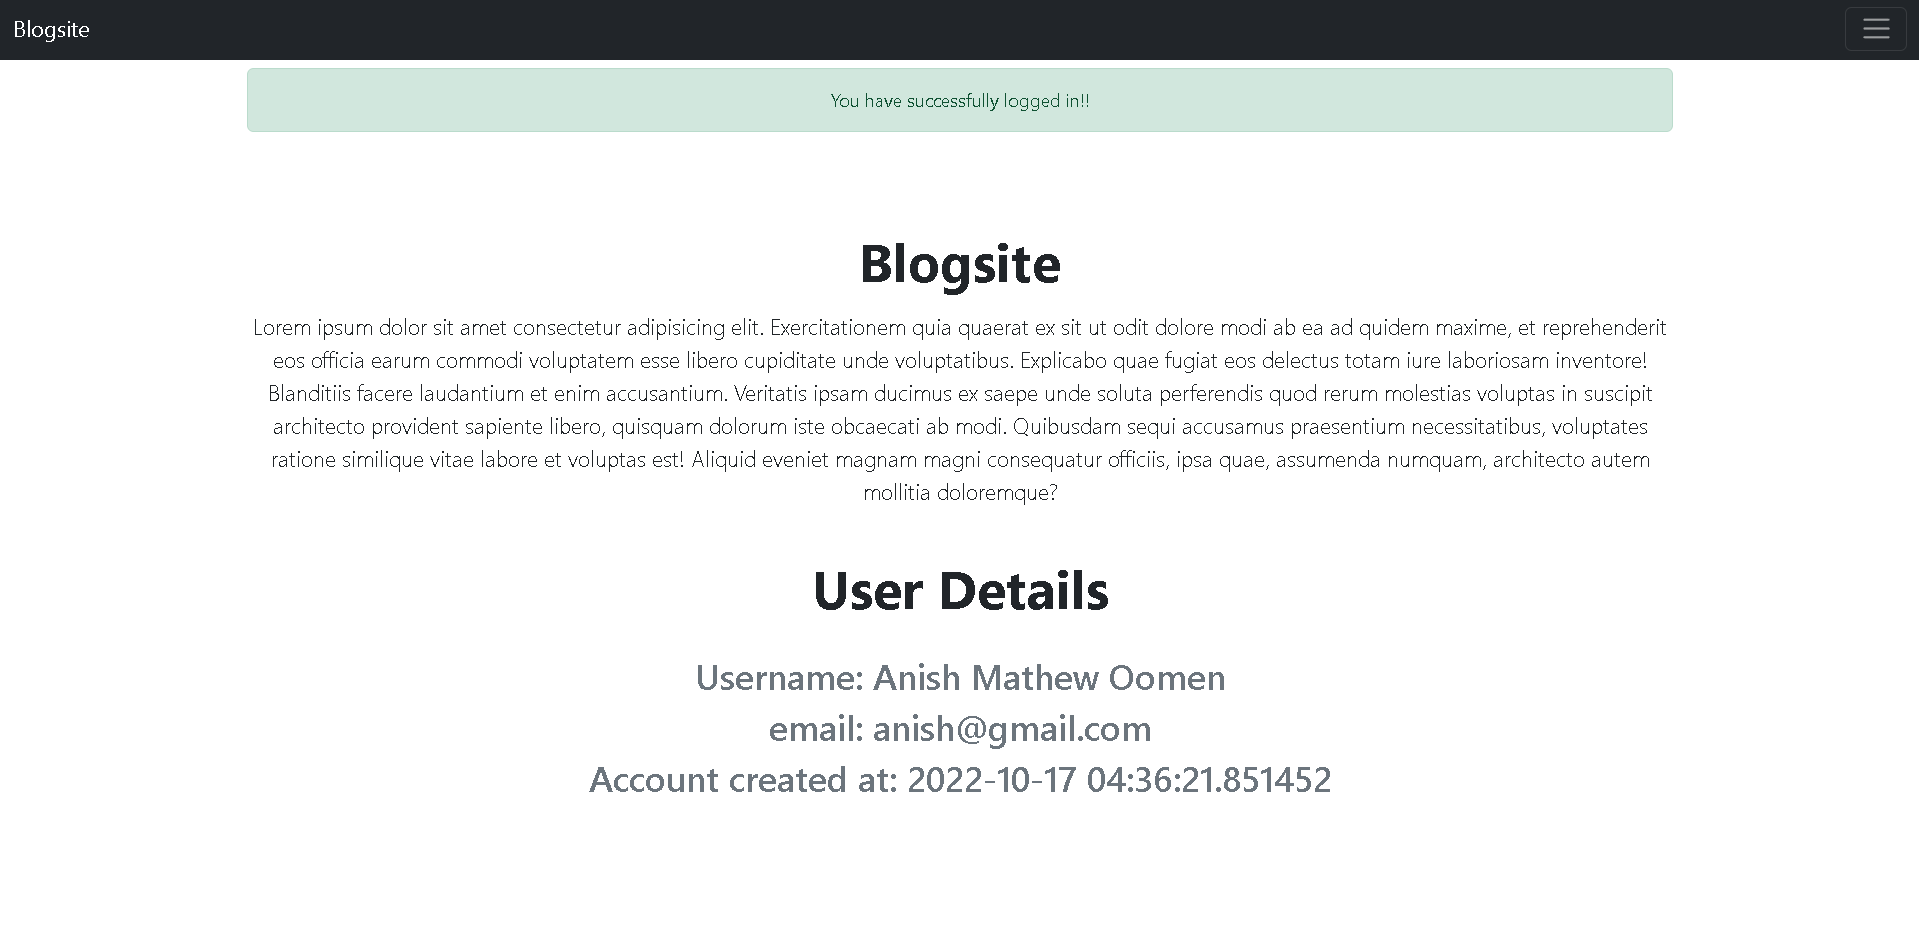 Blogsite
You have successfully logged in!!
Blogsite
Lorem ipsum dolor sit amet consectetur adipisicing elit. Exercitationem quia quaerat ex sit ut odit dolore modi ab ea ad quidem maxime, et reprehenderit
eos officia earum commodi voluptatem esse libero cupiditate unde voluptatibus. Explicabo quae fugiat eos delectus totam iure laboriosam inventore!
Blanditiis facere laudantium et enim accusantium. Veritatis ipsam ducimus ex saepe unde soluta perferendis quod rerum molestias voluptas in suscipit
architecto provident sapiente libero, quisquam dolorum iste obcaecati ab modi. Quibusdam sequi accusamus praesentium necessitatibus, voluptates
ratione similique vitae labore et voluptas est! Aliquid eveniet magnam magni consequatur officiis, ipsa quae, assumenda numquam, architecto autem
mollitia doloremque?
User Details
Username: Anish Mathew Oomen
email: anish@gmail.com
Account created at: 2022-10-17 04:36:21.851452